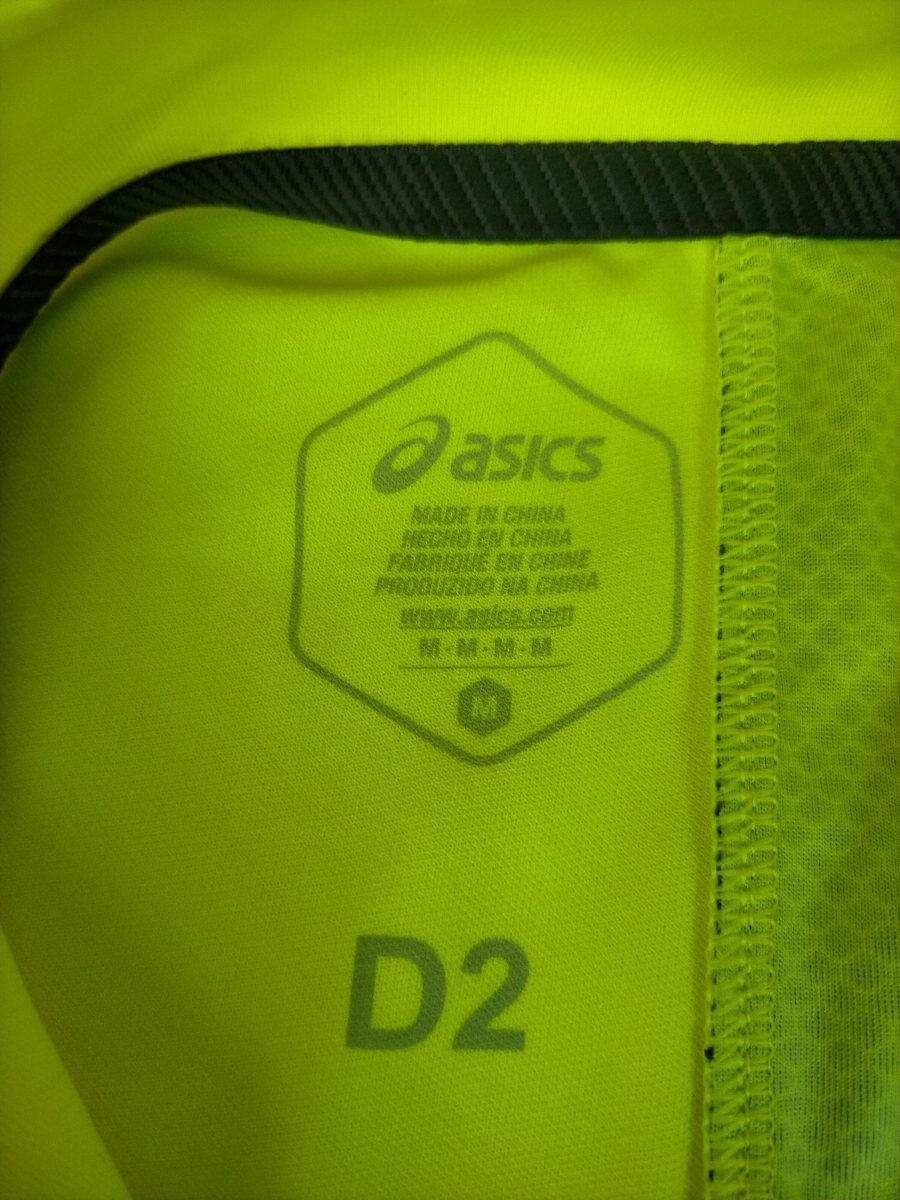 asics
MADE IN CHINA
HECHO EN CHINA
FABRIQUÉ EN CHINE
PRODUZIDO NA CHINA
www.asics.com
M · M · M · M
M
D2